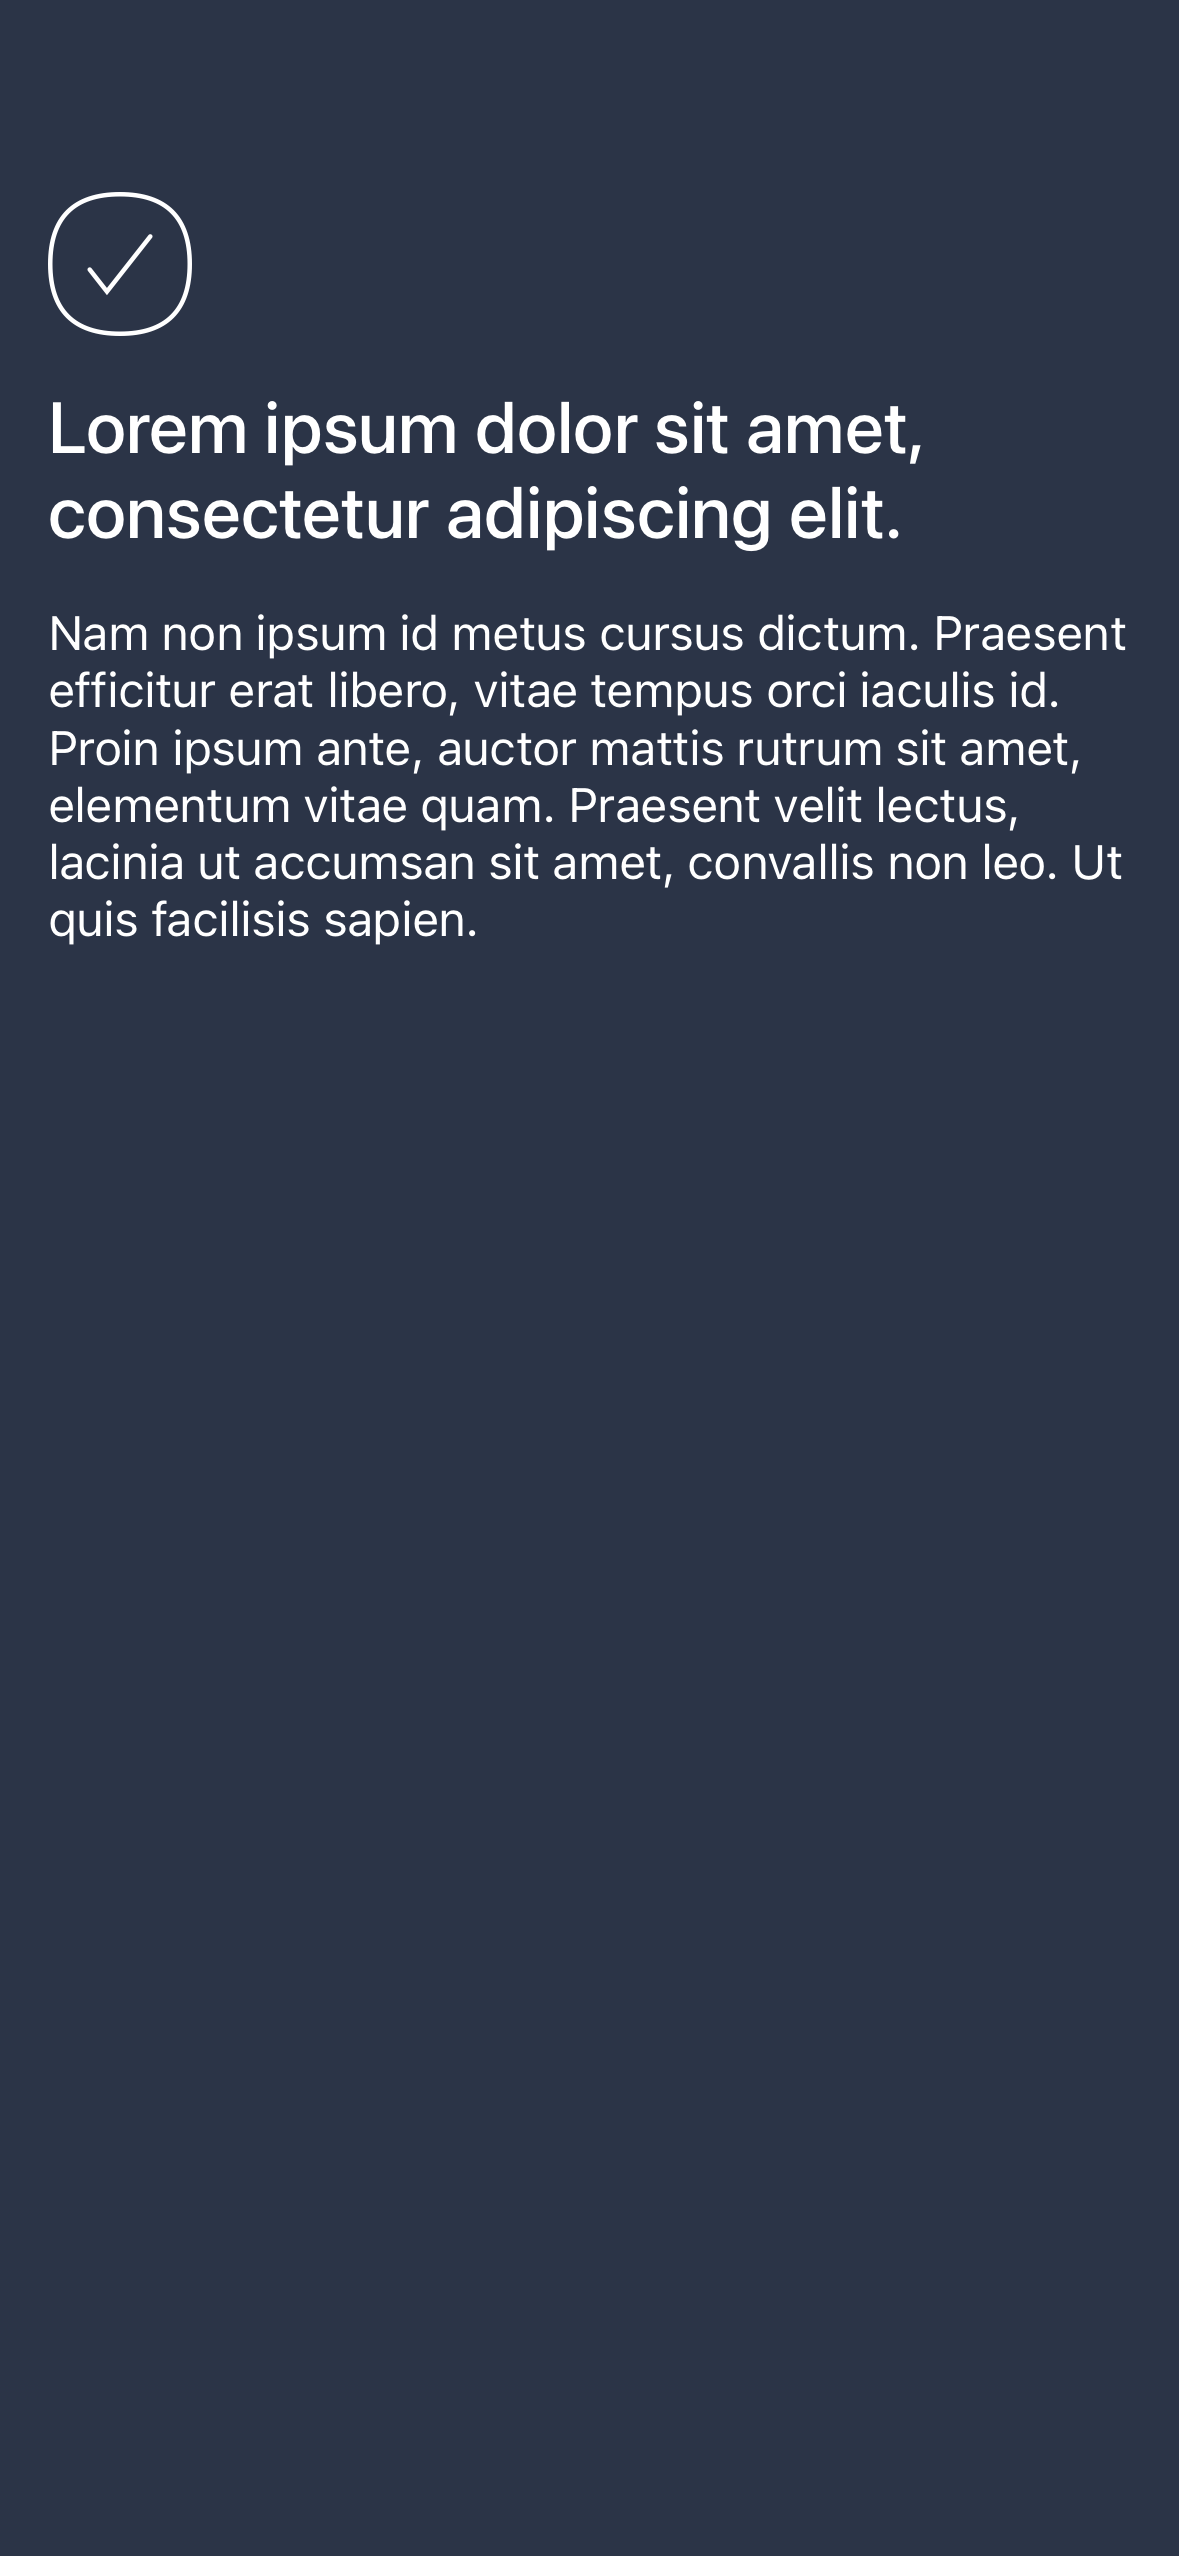 Lorem ipsum dolor sit amet,
consectetur adipiscing elit.
Nam non ipsum id metus cursus dictum. Praesent
efficitur erat libero, vitae tempus orci iaculis id.
Proin ipsum ante, auctor mattis rutrum sit amet,
elementum vitae quam. Praesent velit lectus,
lacinia ut accumsan sit amet, convallis non leo. Ut
quis facilisis sapien.